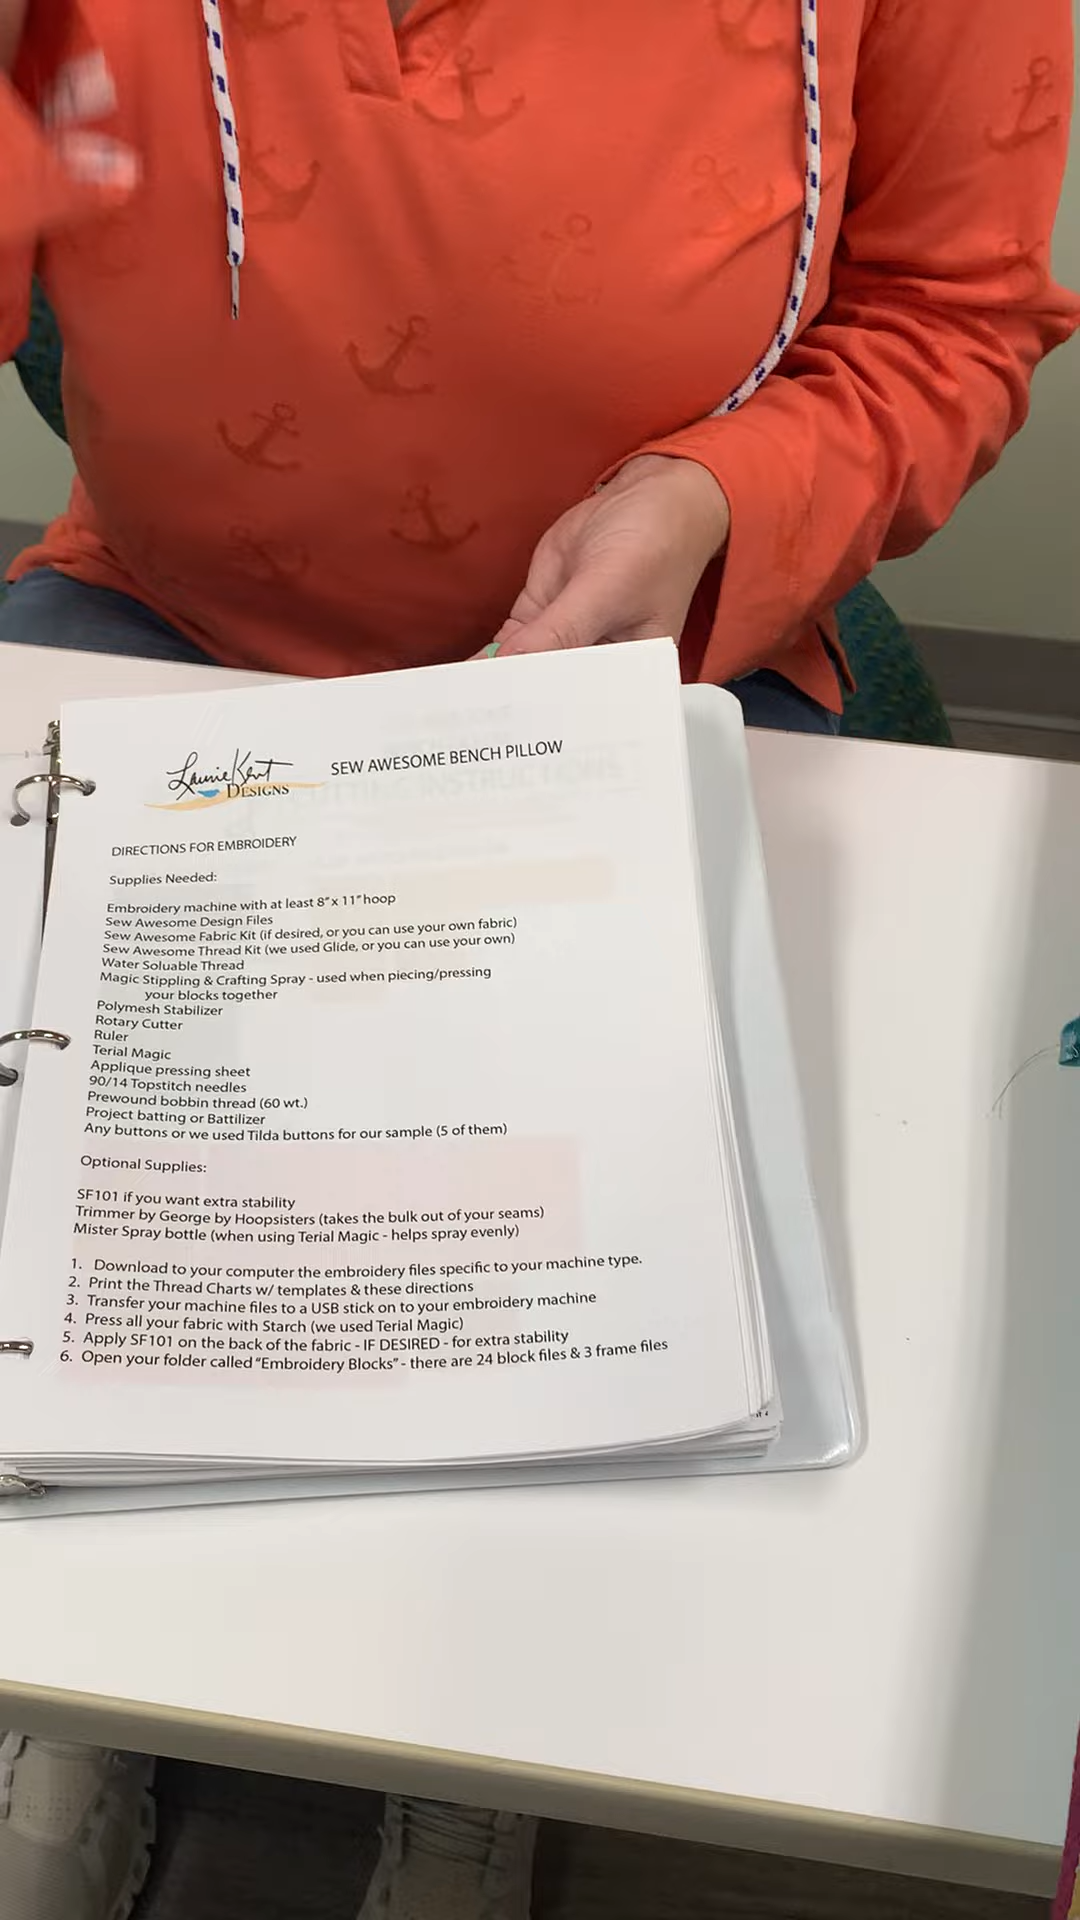 Laurie Kent
DESIGNS
SEW AWESOME BENCH PILLOW
DIRECTIONS FOR EMBROIDERY
Supplies Needed:
Embroidery machine with at least 8" x 11" hoop
Sew Awesome Design Files
Sew Awesome Fabric Kit (if desired, or you can use your own fabric)
Sew Awesome Thread Kit (we used Glide, or you can use your own)
Water Soluable Thread
Magic Stippling & Crafting Spray - used when piecing/pressing
your blocks together
Polymesh Stabilizer
Rotary Cutter
Ruler
Terial Magic
Applique pressing sheet
90/14 Topstitch needles
Prewound bobbin thread (60 wt.)
Project batting or Battilizer
Any buttons or we used Tilda buttons for our sample (5 of them)
Optional Supplies:
SF101 if you want extra stability
Trimmer by George by Hoopsisters (takes the bulk out of your seams)
Mister Spray bottle (when using Terial Magic - helps spray evenly)
1. Download to your computer the embroidery files specific to your machine type.
2. Print the Thread Charts w/ templates & these directions
3. Transfer your machine files to a USB stick on to your embroidery machine
4. Press all your fabric with Starch (we used Terial Magic)
5. Apply SF101 on the back of the fabric - IF DESIRED - for extra stability
6. Open your folder called "Embroidery Blocks" - there are 24 block files & 3 frame files